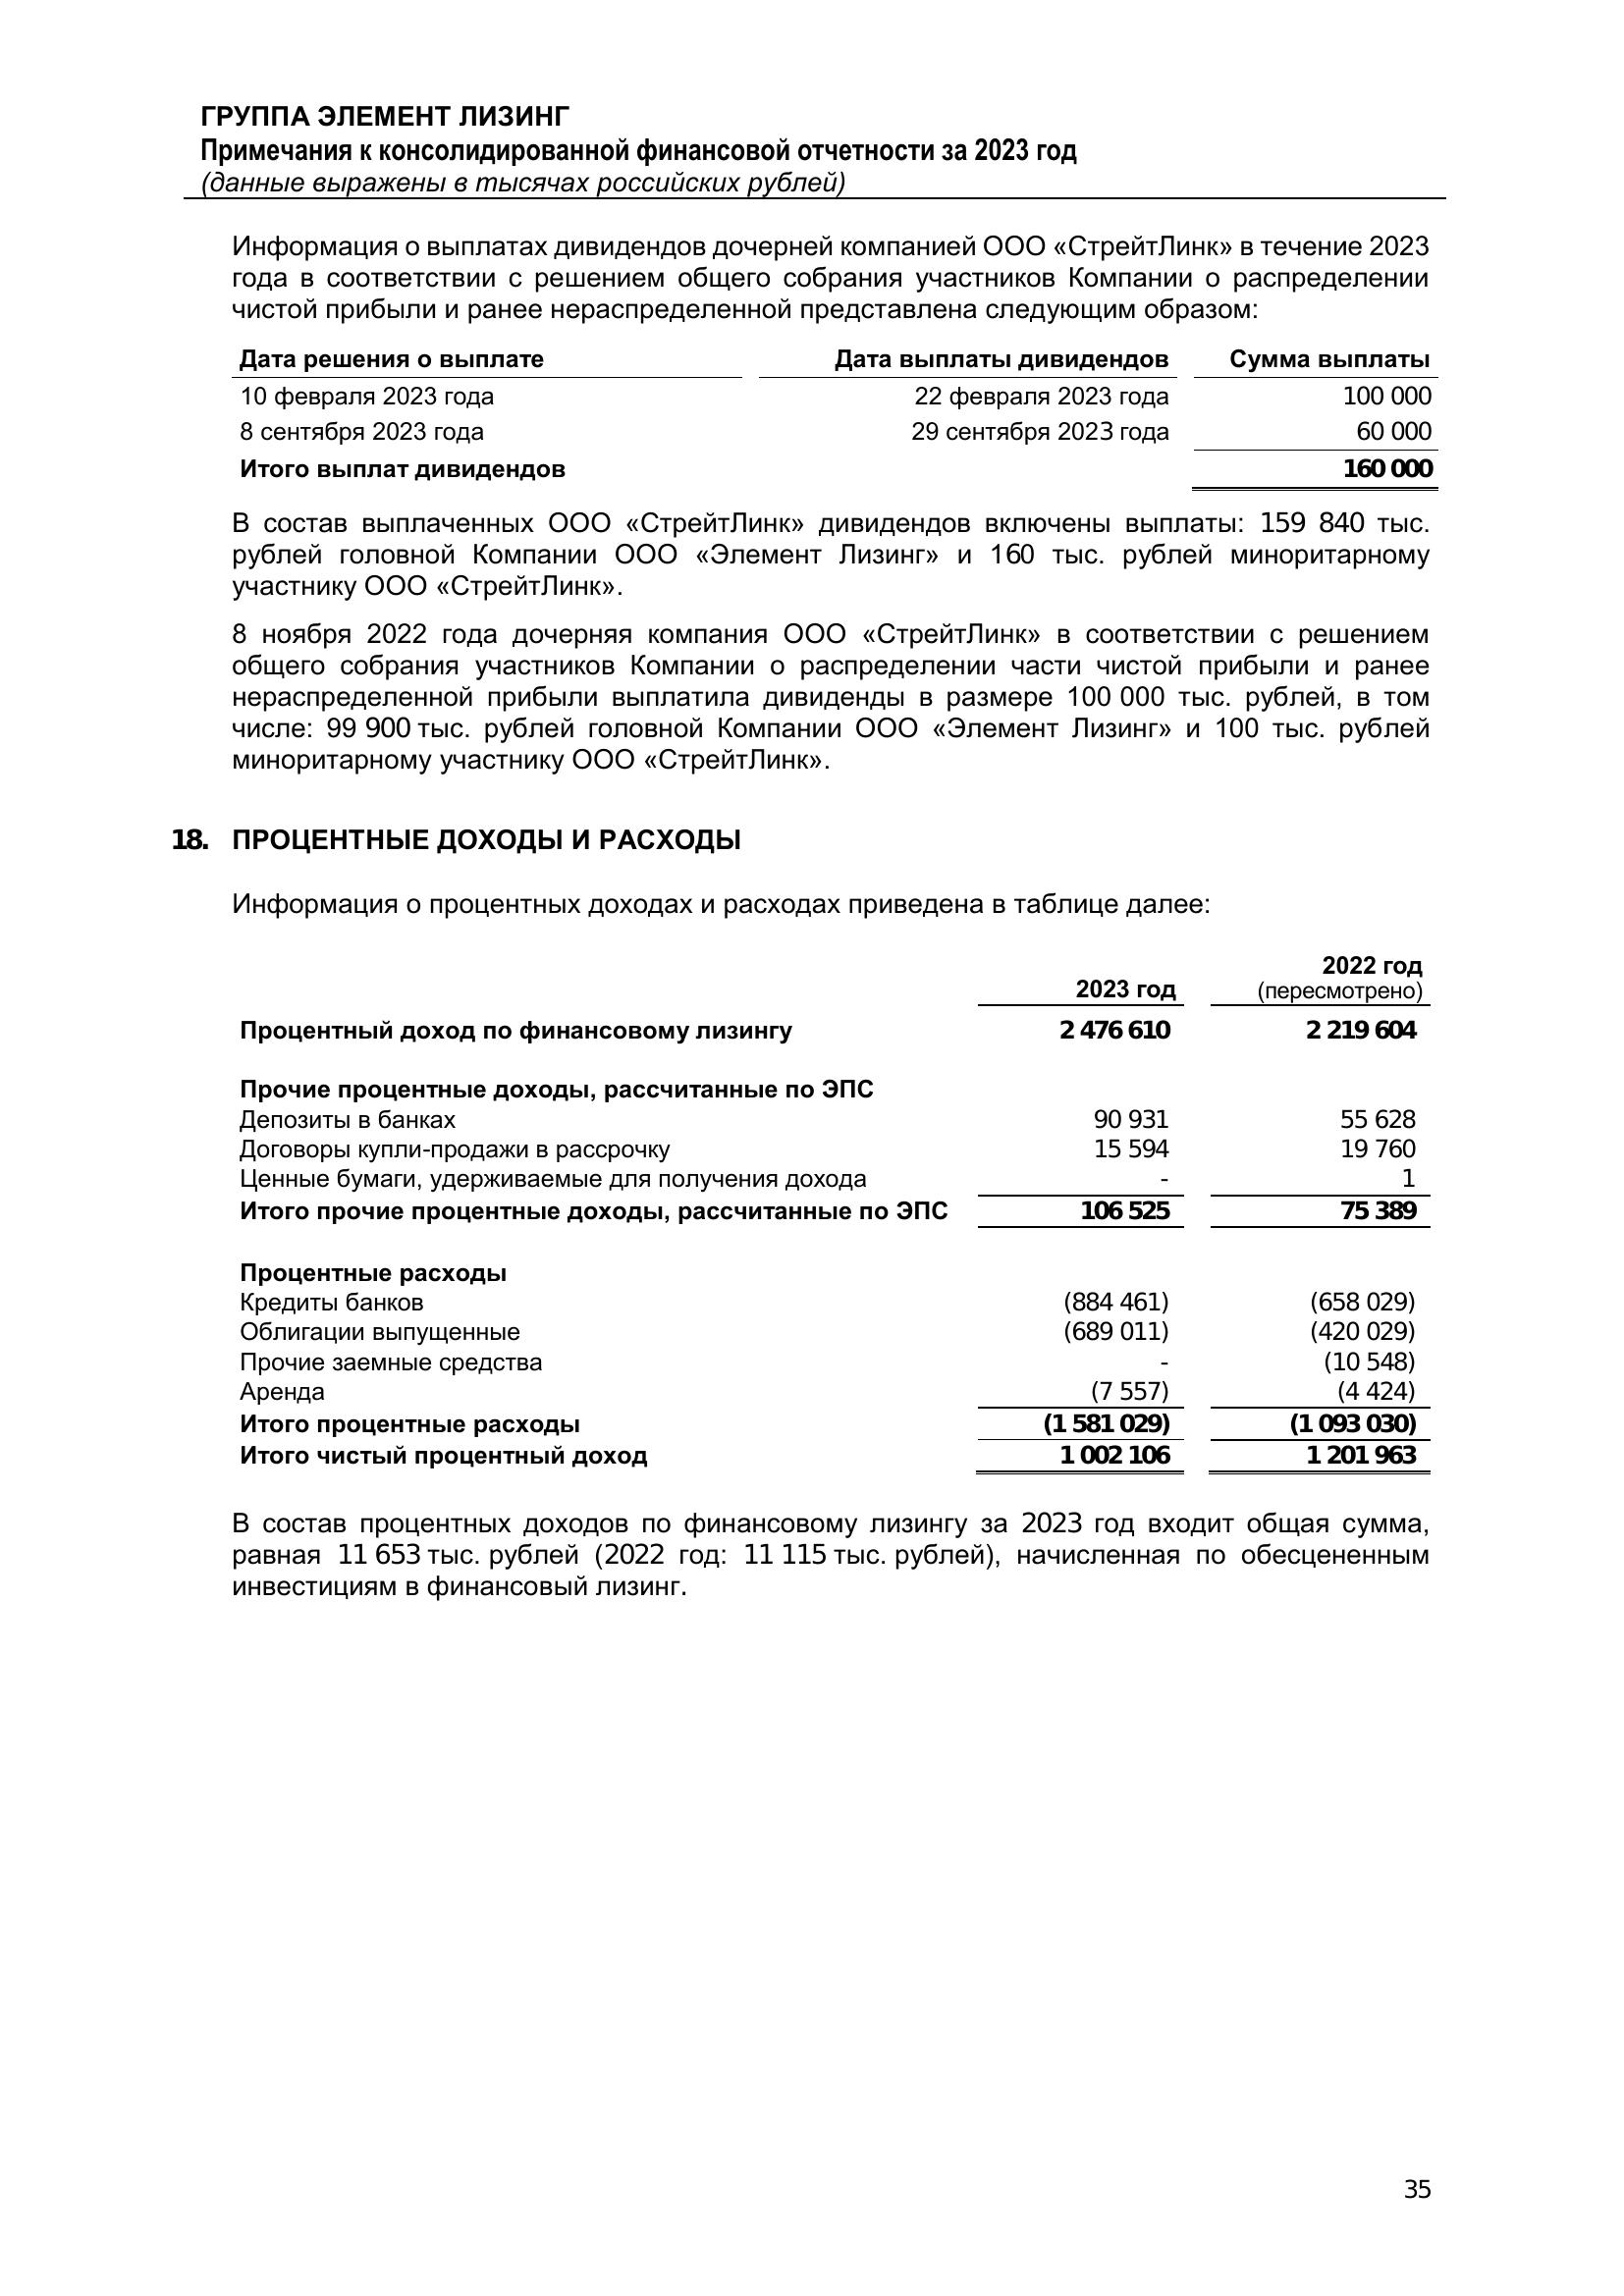 ГРУППА ЭЛЕМЕНТ ЛИЗИНГ
Примечания к консолидированной финансовой отчетности за 2023 год
(данные выражены в тысячах российских рублей)
Информация о выплатах дивидендов дочерней компанией ООО «СтрейтЛинк» в течение 2023
года в соответствии с решением общего собрания участников Компании о распределении
чистой прибыли и ранее нераспределенной представлена следующим образом:
Дата решения о выплате Дата выплаты дивидендов Сумма выплаты
10 февраля 2023 года 22 февраля 2023 года 100 000
8 сентября 2023 года 29 сентября 2023 года 60 000
Итого выплат дивидендов 160 000
В состав выплаченных ООО «СтрейтЛинк» дивидендов включены выплаты: 159 840 тыс.
рублей головной Компании ООО «Элемент Лизинг» и 160 тыс. рублей миноритарному
участнику ООО «СтрейтЛинк».
8 ноября 2022 года дочерняя компания ООО «СтрейтЛинк» в соответствии с решением
общего собрания участников Компании о распределении части чистой прибыли и ранее
нераспределенной прибыли выплатила дивиденды в размере 100 000 тыс. рублей, в том
числе: 99 900 тыс. рублей головной Компании ООО «Элемент Лизинг» и 100 тыс. рублей
миноритарному участнику ООО «СтрейтЛинк».
18. ПРОЦЕНТНЫЕ ДОХОДЫ И РАСХОДЫ
Информация о процентных доходах и расходах приведена в таблице далее:
2022 год
2023 год (пересмотрено)
Процентный доход по финансовому лизингу 2 476 610 2 219 604
Прочие процентные доходы, рассчитанные по ЭПС
Депозиты в банках 90 931 55 628
Договоры купли-продажи в рассрочку 15 594 19 760
Ценные бумаги, удерживаемые для получения дохода - 1
Итого прочие процентные доходы, рассчитанные по ЭПС 106 525 75 389
Процентные расходы
Кредиты банков (884 461) (658 029)
Облигации выпущенные (689 011) (420 029)
Прочие заемные средства - (10 548)
Аренда (7 557) (4 424)
Итого процентные расходы (1 581 029) (1 093 030)
Итого чистый процентный доход 1 002 106 1 201 963
В состав процентных доходов по финансовому лизингу за 2023 год входит общая сумма,
равная 11 653 тыс. рублей (2022 год: 11 115 тыс. рублей), начисленная по обесцененным
инвестициям в финансовый лизинг.
35